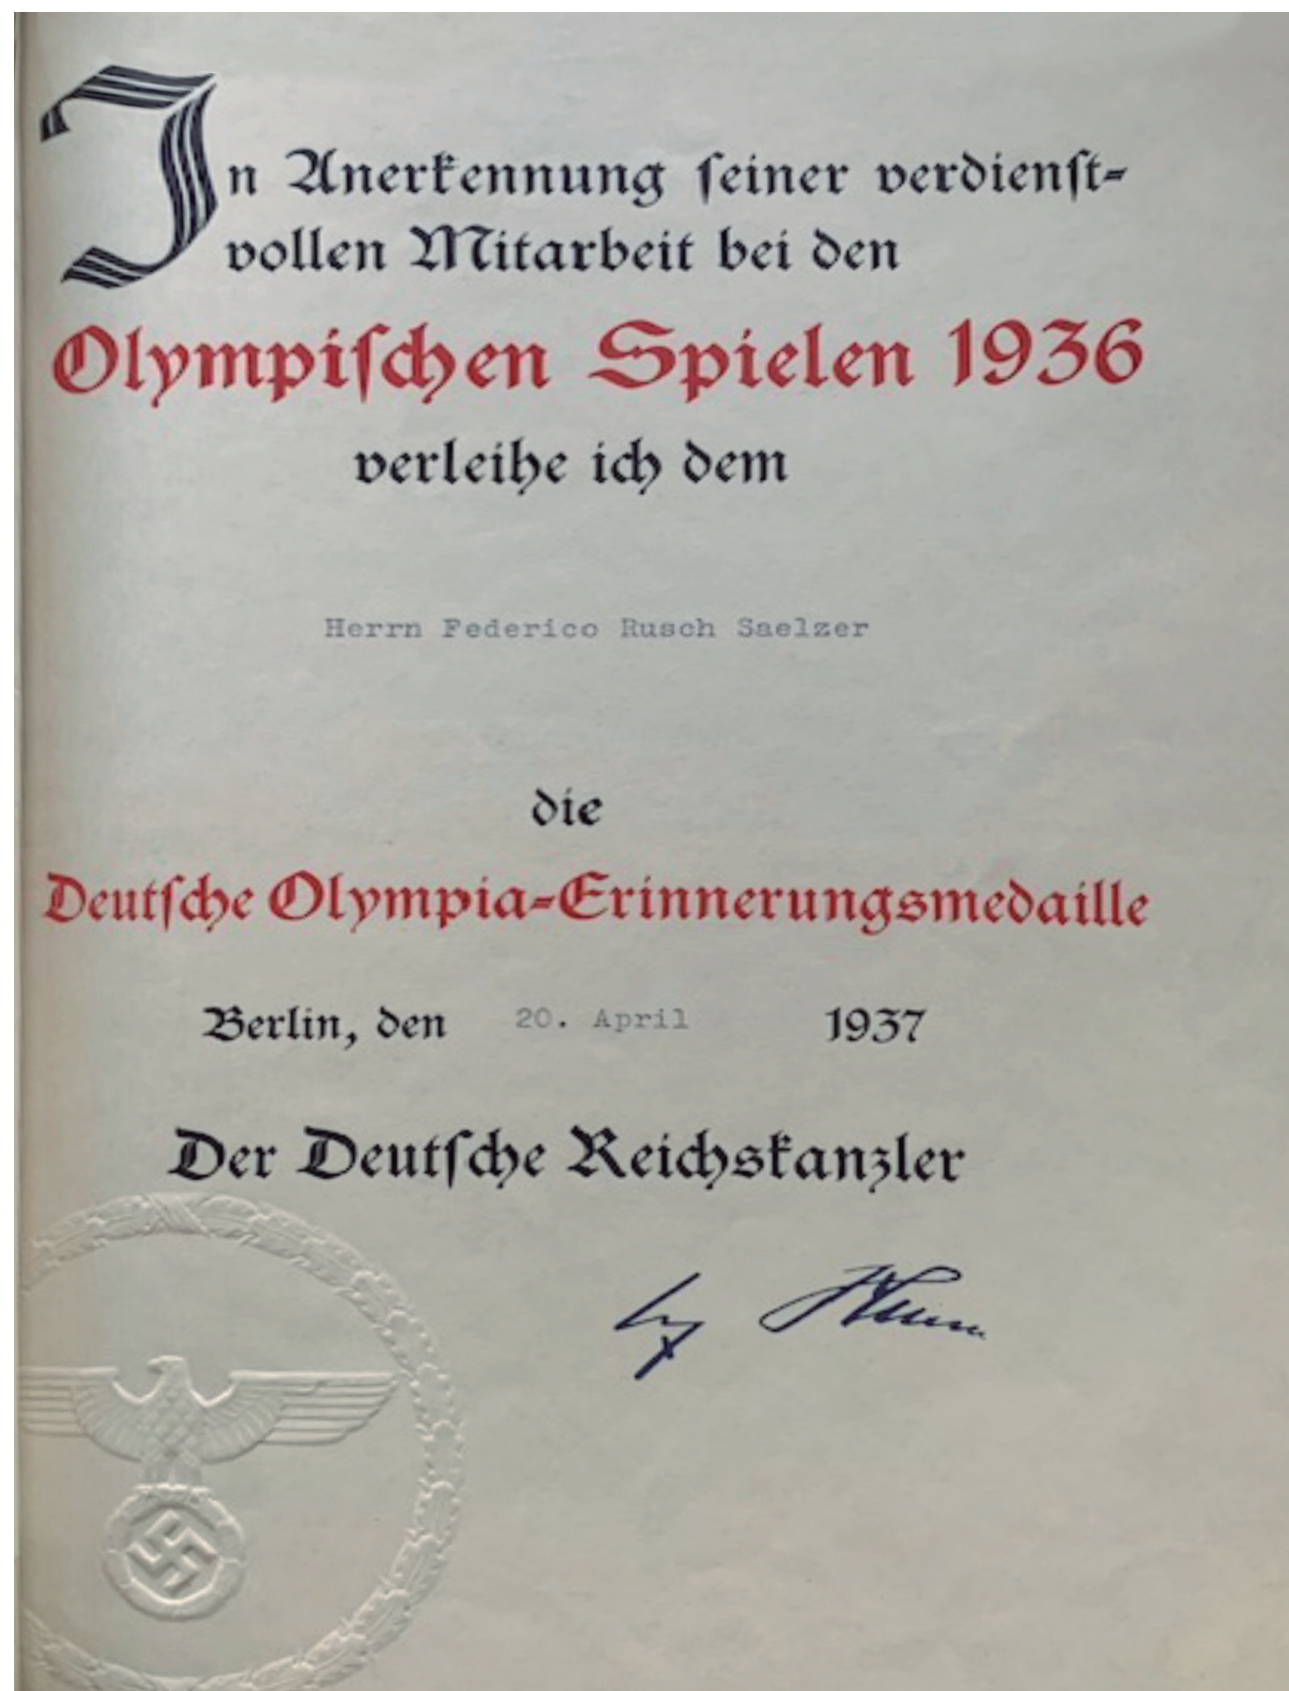 In Anerkennung seiner verdienst-
vollen Mitarbeit bei den
Olympischen Spielen 1936
verleihe ich dem
Herrn Federico Rusch Saelzer
die
Deutsche Olympia-Erinnerungsmedaille
Berlin, den 20. April 1937
Der Deutsche Reichskanzler